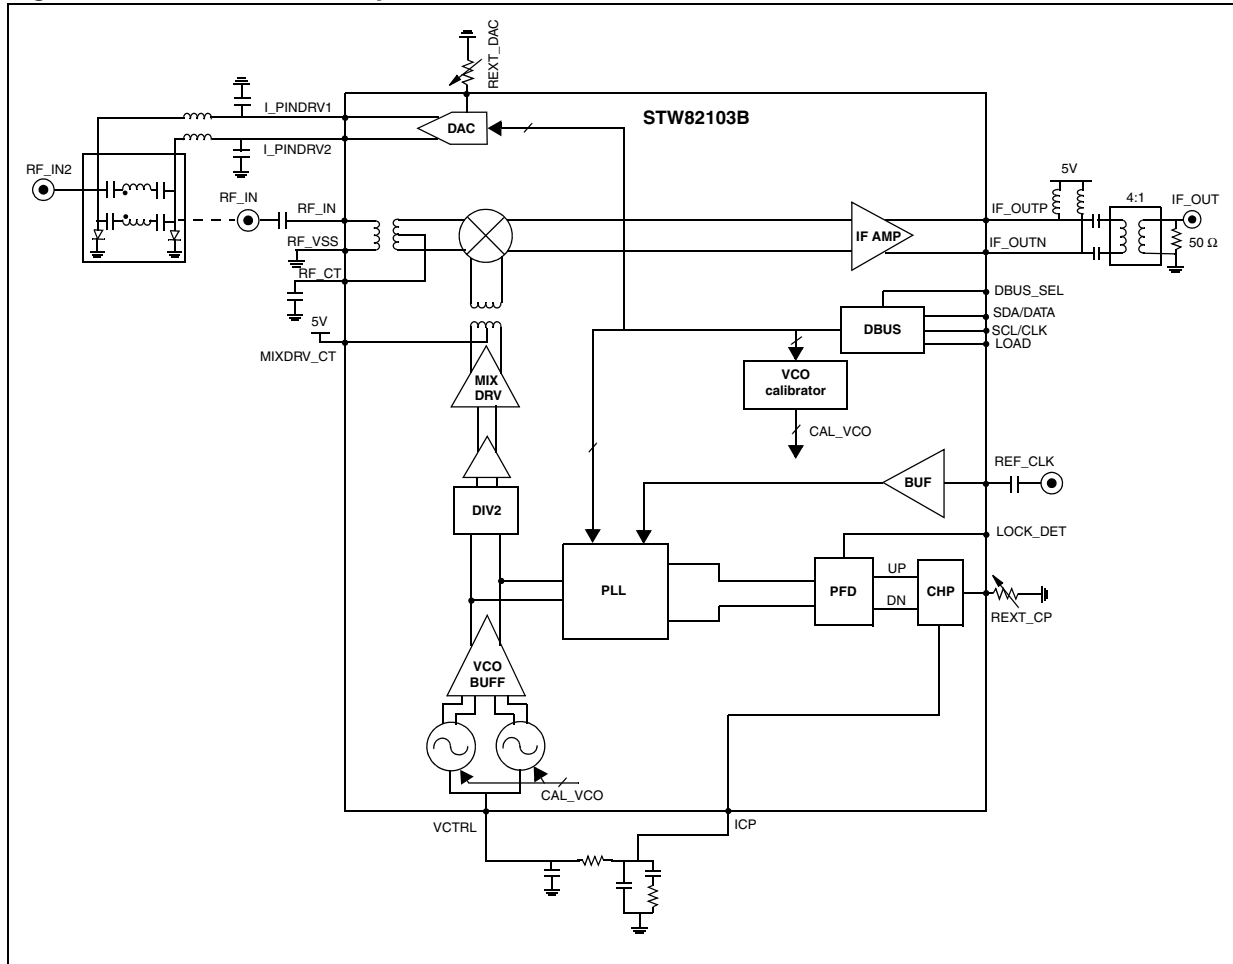 REXT_DAC
I_PINDRV1
STW82103B
DAC
I_PINDRV2
RF_IN2
RF_IN
RF_IN
5V
4:1
IF_OUT
IF_OUTP
RF_VSS
IF AMP
IF_OUTN
50 Ω
RF_CT
DBUS_SEL
SDA/DATA
5V
DBUS
SCL/CLK
LOAD
MIXDRV_CT
MIX
DRV
VCO
calibrator
CAL_VCO
REF_CLK
BUF
DIV2
LOCK_DET
PLL
PFD
UP
DN
CHP
REXT_CP
VCO
BUFF
CAL_VCO
VCTRL
ICP